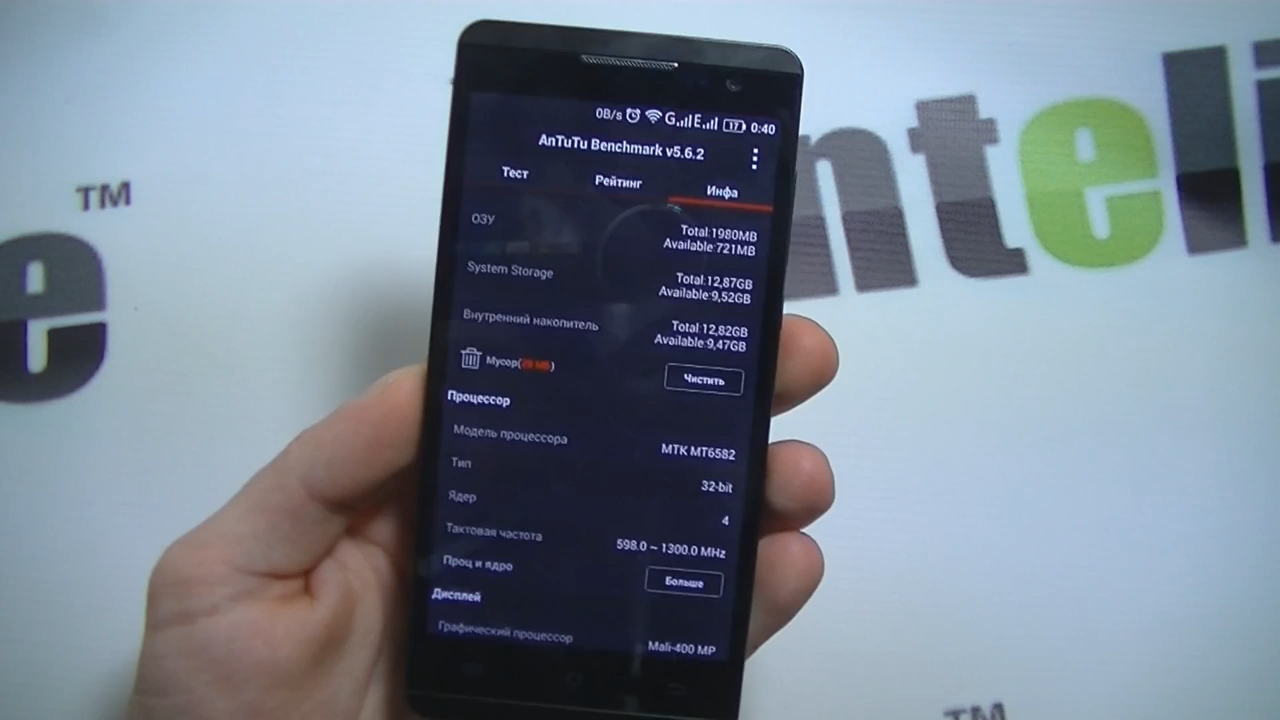 0B/s G E 17 0:40
AnTuTu Benchmark v5.6.2
Тест Рейтинг Инфа
ОЗУ Total:1980MB
Available:721MB
System Storage Total:12,87GB
Available:9,52GB
Внутренний накопитель Total:12,82GB
Available:9,47GB
Мусор( ) Чистить
Процессор
Модель процессора МТК MT6582
Тип 32-bit
Ядер 4
Тактовая частота 598.0 ~ 1300.0 MHz
Проц и ядро Больше
Дисплей
Графический процессор Mali-400 MP
TM
e
nteli
TM